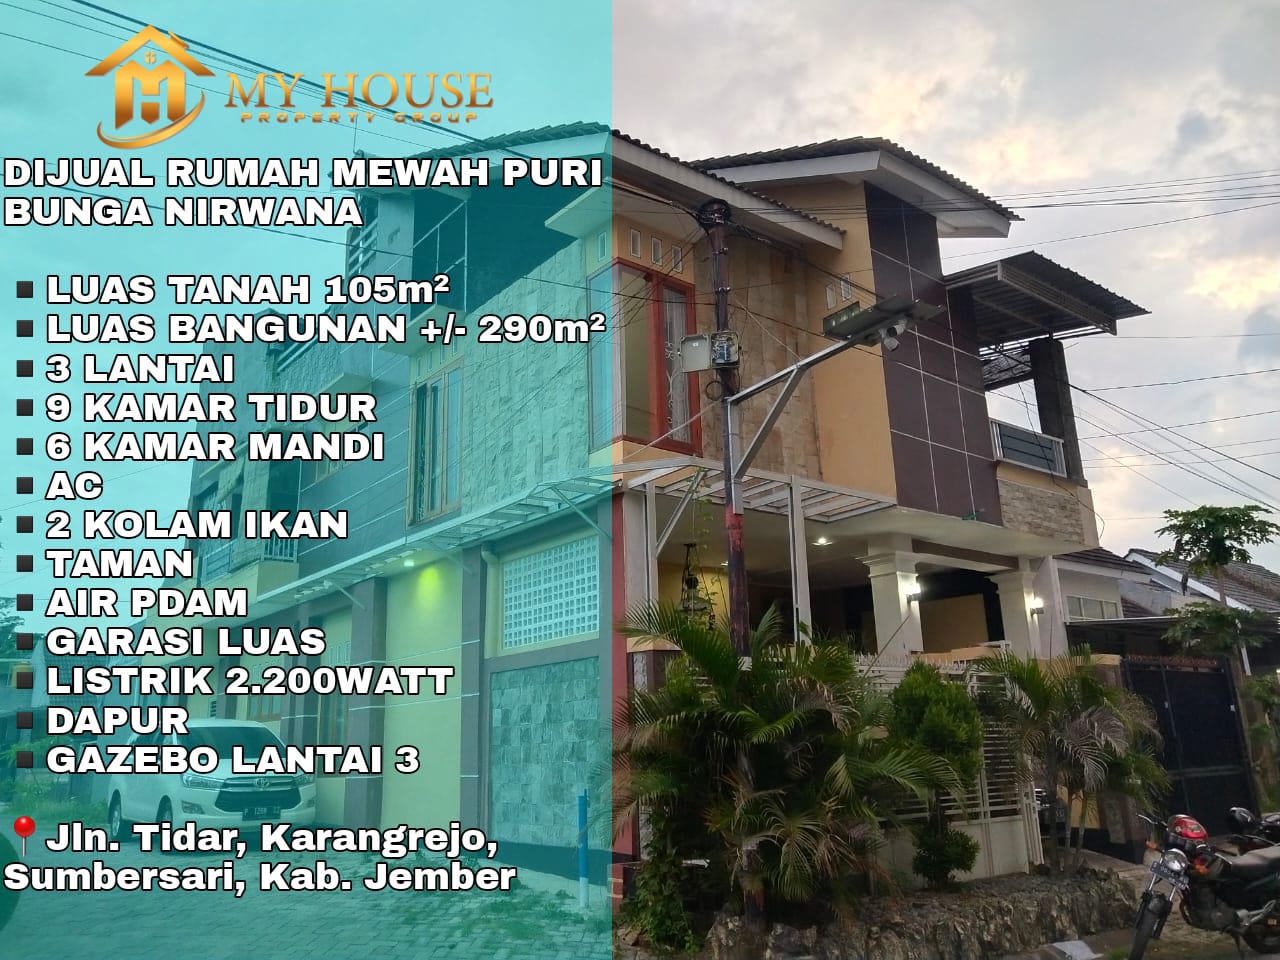 MY HOUSE
PROPERTY GROUP
DIJUAL RUMAH MEWAH PURI
BUNGA NIRWANA
▪️LUAS TANAH 105m²
▪️LUAS BANGUNAN +/- 290m²
▪️3 LANTAI
▪️9 KAMAR TIDUR
▪️6 KAMAR MANDI
▪️AC
▪️2 KOLAM IKAN
▪️TAMAN
▪️AIR PDAM
▪️GARASI LUAS
▪️LISTRIK 2.200WATT
▪️DAPUR
▪️GAZEBO LANTAI 3
📍Jln. Tidar, Karangrejo,
Sumbersari, Kab. Jember